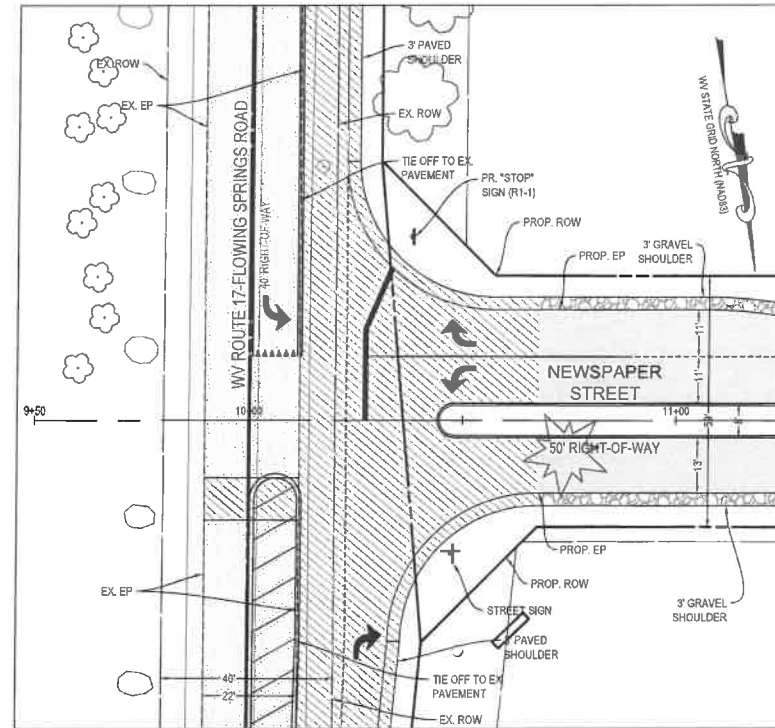 3' PAVED
SHOULDER
EX. ROW
EX. EP
EX. ROW
WV ROUTE 17-FLOWING SPRINGS ROAD
40' RIGHT-OF-WAY
TIE OFF TO EX.
PAVEMENT
PR. "STOP"
SIGN (R1-1)
WV STATE GRID NORTH (NAD83)
PROP. ROW
PROP. EP
3' GRAVEL
SHOULDER
11'
11'
NEWSPAPER
STREET
9+50
10+00
11+00
50' RIGHT-OF-WAY
13'
PROP. EP
PROP. ROW
EX. EP
STREET SIGN
3' GRAVEL
SHOULDER
3' PAVED
SHOULDER
40'
TIE OFF TO EX.
PAVEMENT
22'
EX. ROW